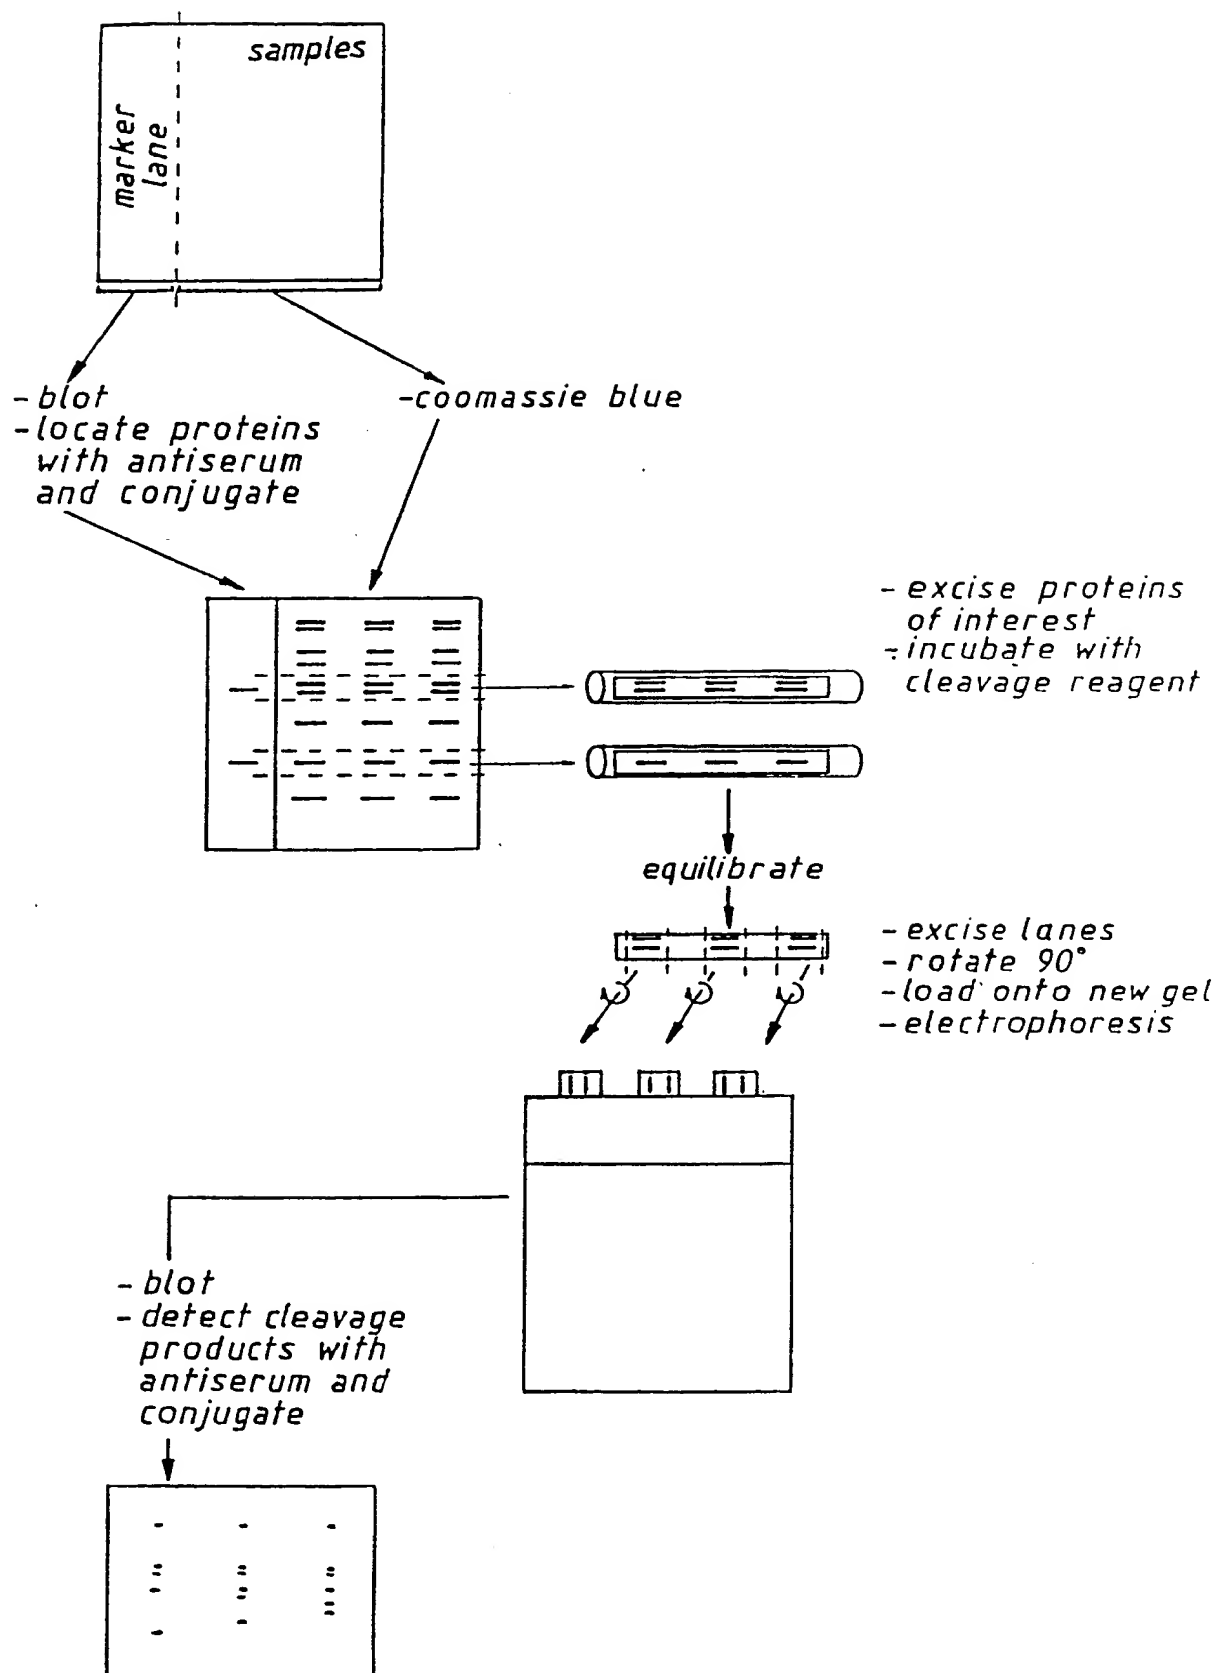 samples
marker
lane
-blot
-locate proteins
with antiserum
and conjugate
-coomassie blue
- excise proteins
of interest
- incubate with
cleavage reagent
equilibrate
- excise lanes
- rotate 90°
- load onto new gel
- electrophoresis
- blot
- detect cleavage
products with
antiserum and
conjugate